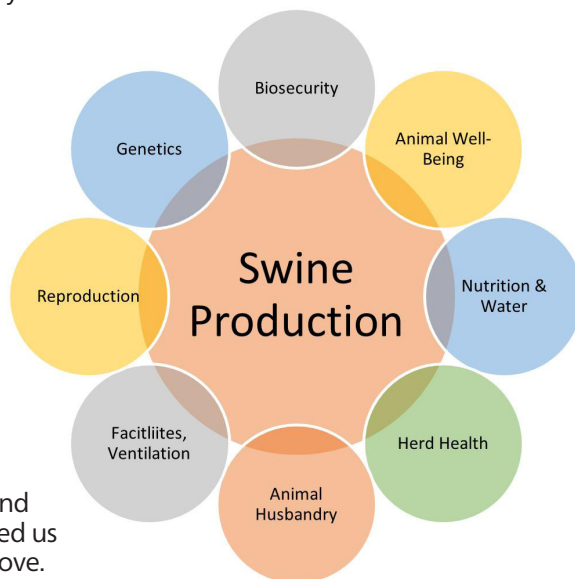 Biosecurity
Animal Well-
Being
Genetics
Swine
Production
Nutrition &
Water
Reproduction
Herd Health
Facitliites,
Ventilation
Animal
Husbandry
nd
ed us
ove.